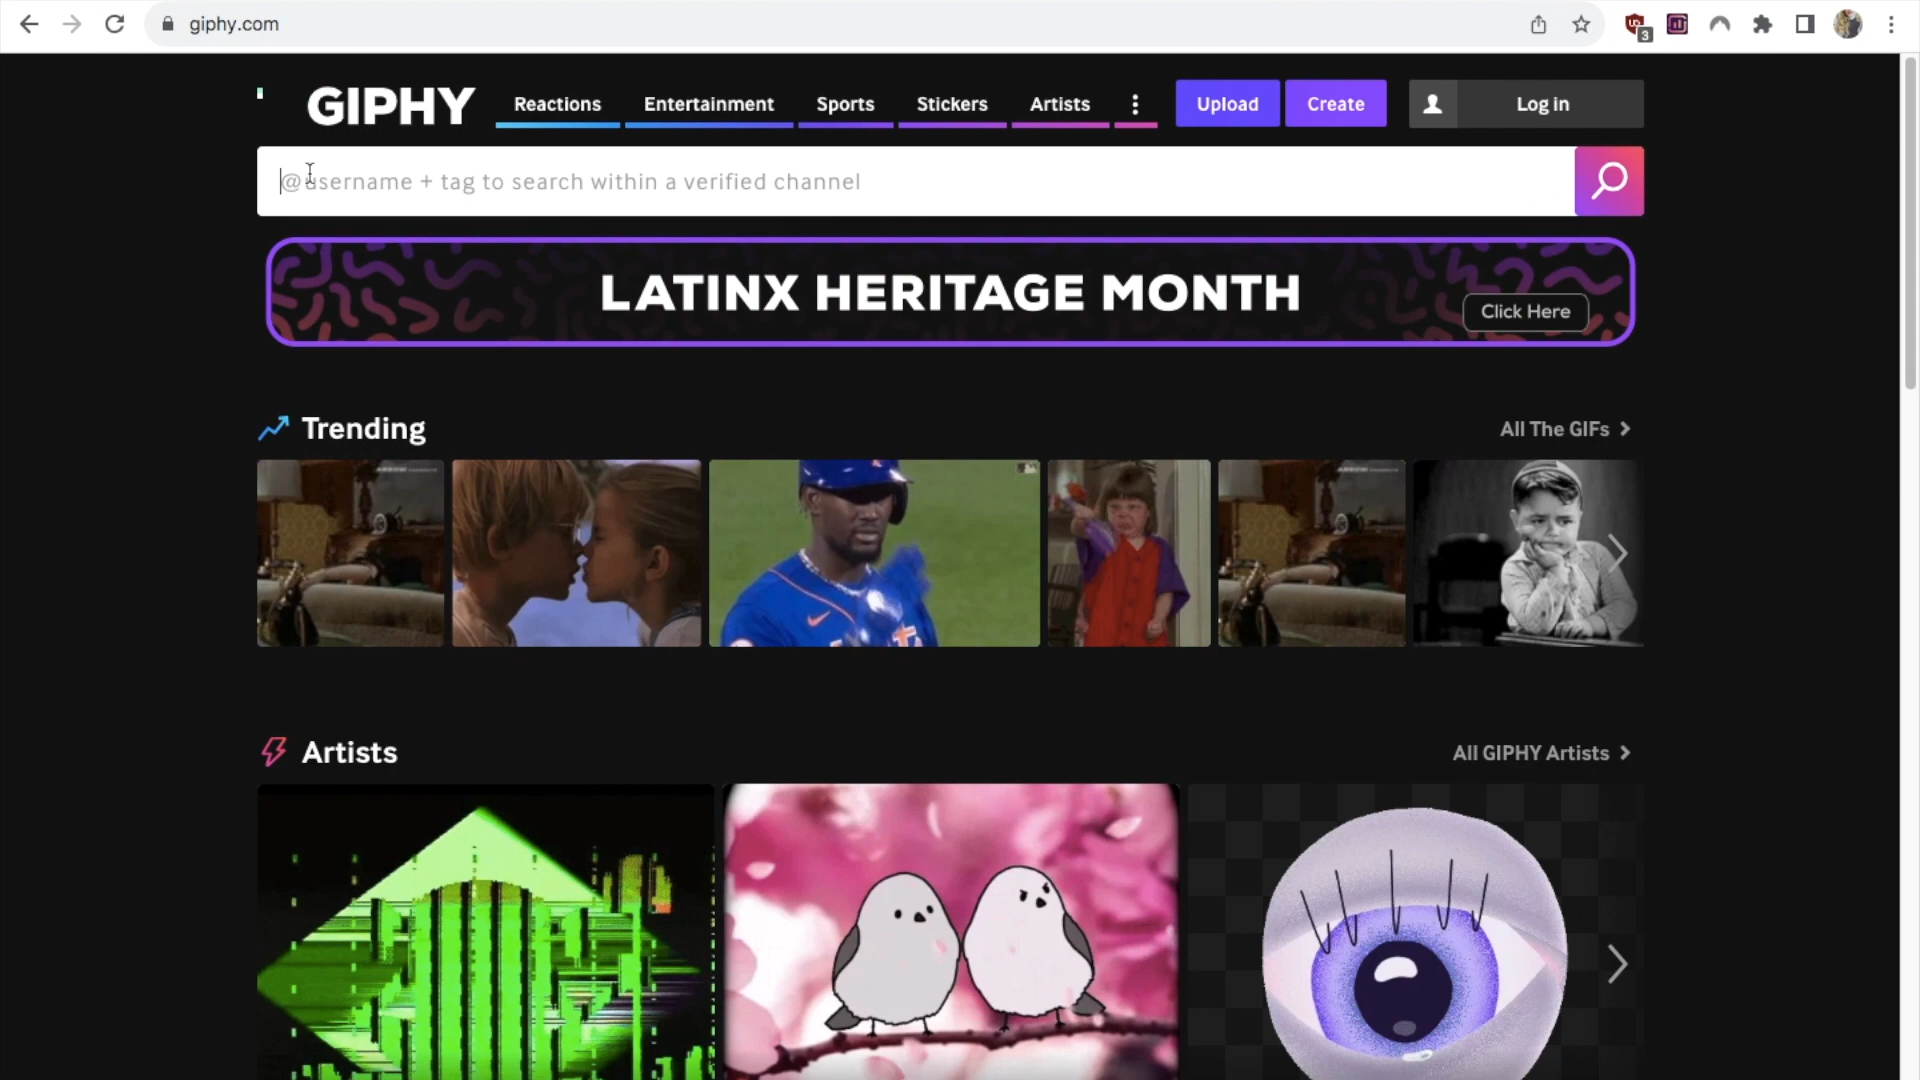 giphy.com
3
GIPHY
Reactions
Entertainment
Sports
Stickers
Artists
Upload
Create
Log in
@username + tag to search within a verified channel
LATINX HERITAGE MONTH
Click Here
Trending
All The GIFs
Artists
All GIPHY Artists